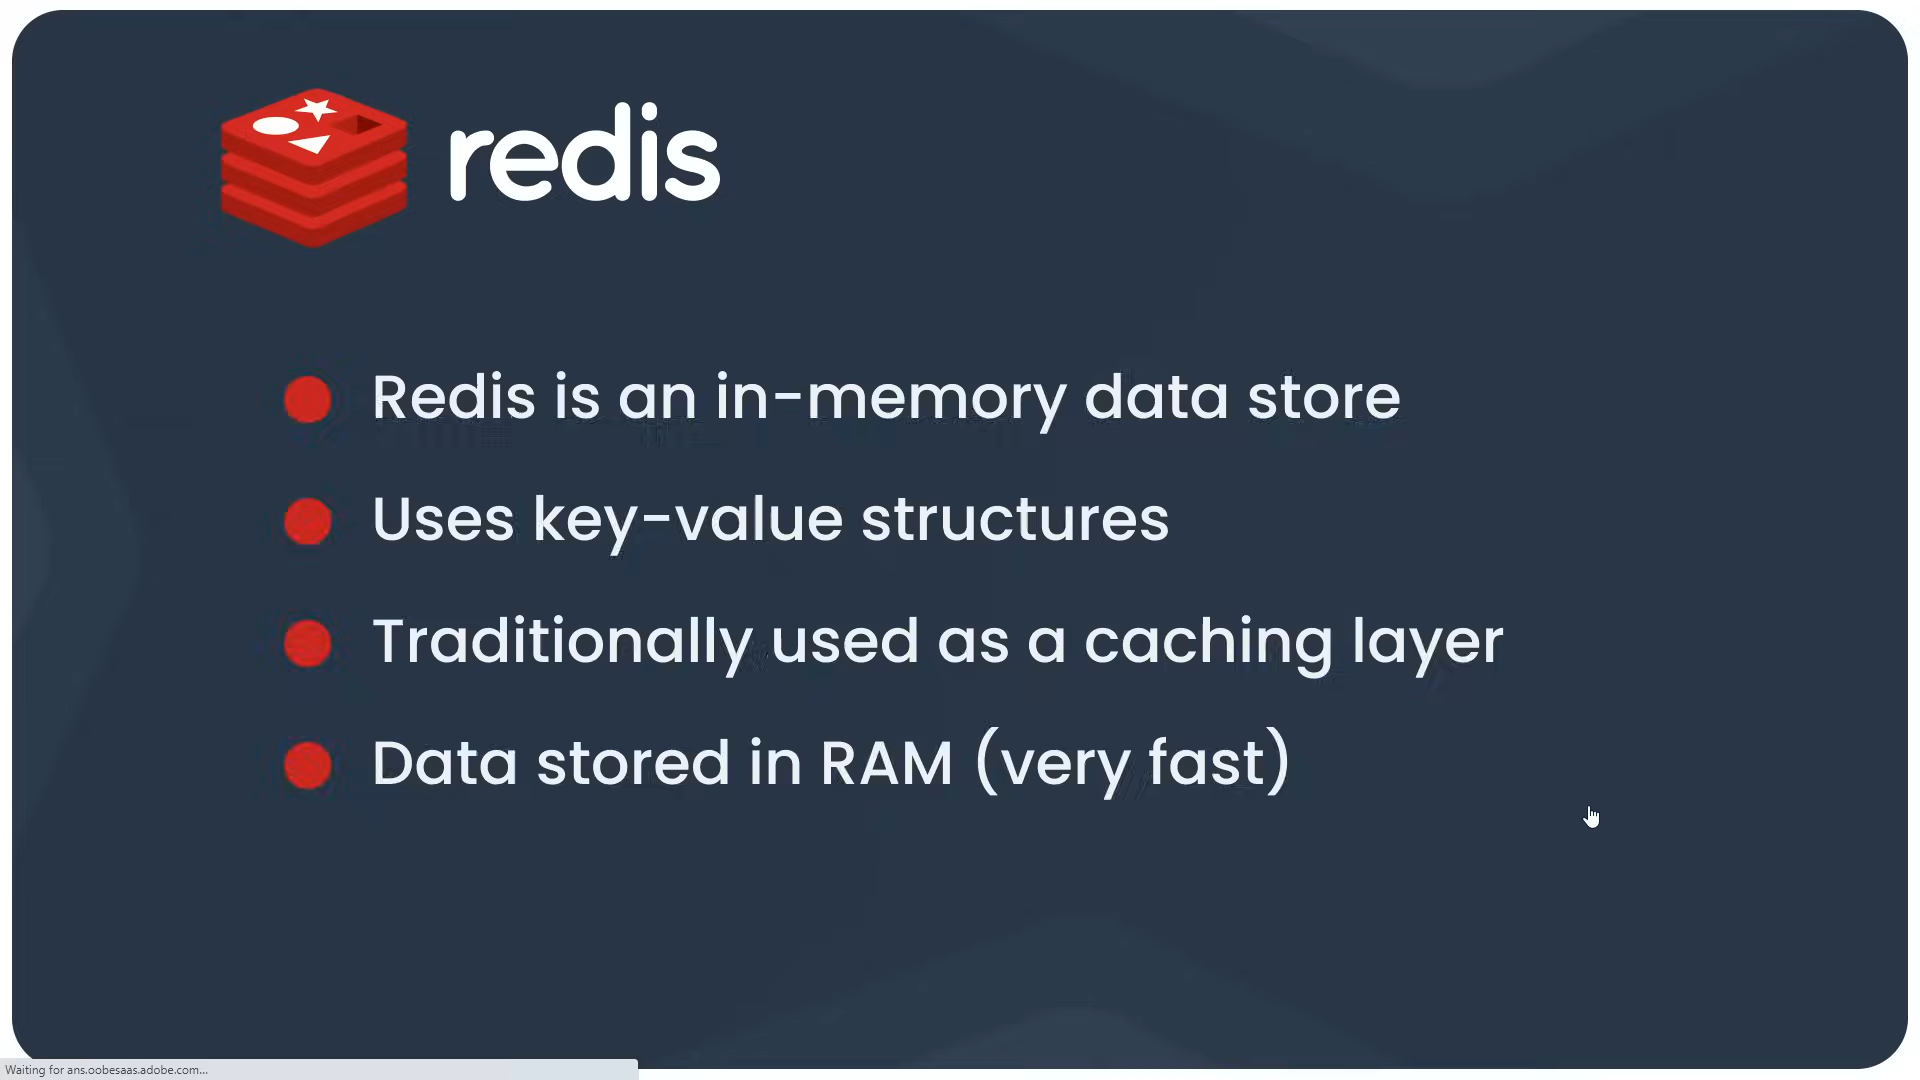 redis
Redis is an in-memory data store
Uses key-value structures
Traditionally used as a caching layer
Data stored in RAM (very fast)
Waiting for ans.oobesaas.adobe.com...